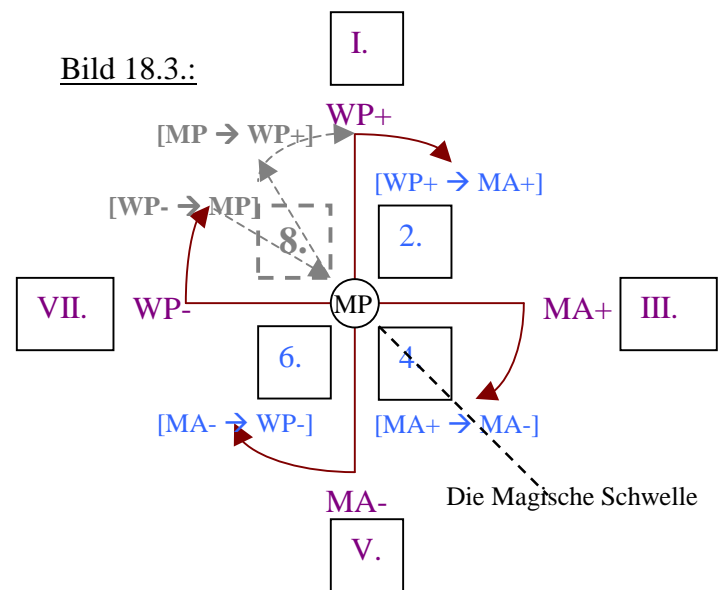 I.
Bild 18.3.:
WP+
[MP → WP+]
[WP+ → MA+]
[WP- → MP]
8.
2.
VII.
WP-
MP
MA+
III.
6.
4.
[MA- → WP-]
[MA+ → MA-]
Die Magische Schwelle
MA-
V.